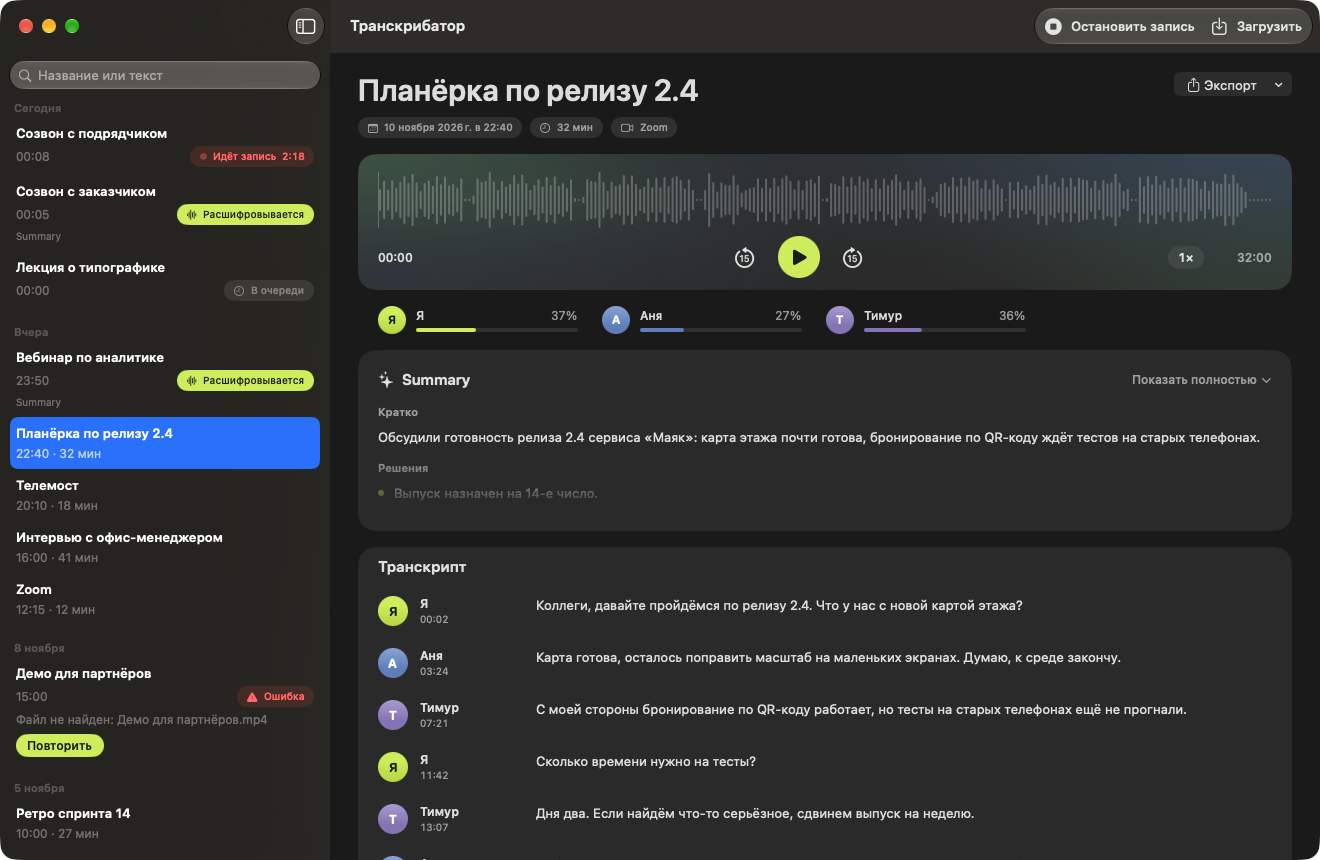 Транскрибатор
Остановить запись
Загрузить
Название или текст
Сегодня
Созвон с подрядчиком
00:08
Идёт запись 2:18
Созвон с заказчиком
00:05
Расшифровывается
Summary
Лекция о типографике
00:00
В очереди
Вчера
Вебинар по аналитике
23:50
Расшифровывается
Summary
Планёрка по релизу 2.4
22:40 · 32 мин
Телемост
20:10 · 18 мин
Интервью с офис-менеджером
16:00 · 41 мин
Zoom
12:15 · 12 мин
8 ноября
Демо для партнёров
15:00
Ошибка
Файл не найден: Демо для партнёров.mp4
Повторить
5 ноября
Ретро спринта 14
10:00 · 27 мин
Планёрка по релизу 2.4
Экспорт
10 ноября 2026 г. в 22:40
32 мин
Zoom
00:00
15
15
1×
32:00
Я
Я
37%
А
Аня
27%
Т
Тимур
36%
Summary
Показать полностью
Кратко
Обсудили готовность релиза 2.4 сервиса «Маяк»: карта этажа почти готова, бронирование по QR-коду ждёт тестов на старых телефонах.
Решения
Выпуск назначен на 14-е число.
Транскрипт
Я
Я
00:02
Коллеги, давайте пройдёмся по релизу 2.4. Что у нас с новой картой этажа?
А
Аня
03:24
Карта готова, осталось поправить масштаб на маленьких экранах. Думаю, к среде закончу.
Т
Тимур
07:21
С моей стороны бронирование по QR-коду работает, но тесты на старых телефонах ещё не прогнали.
Я
Я
11:42
Сколько времени нужно на тесты?
Т
Тимур
13:07
Дня два. Если найдём что-то серьёзное, сдвинем выпуск на неделю.